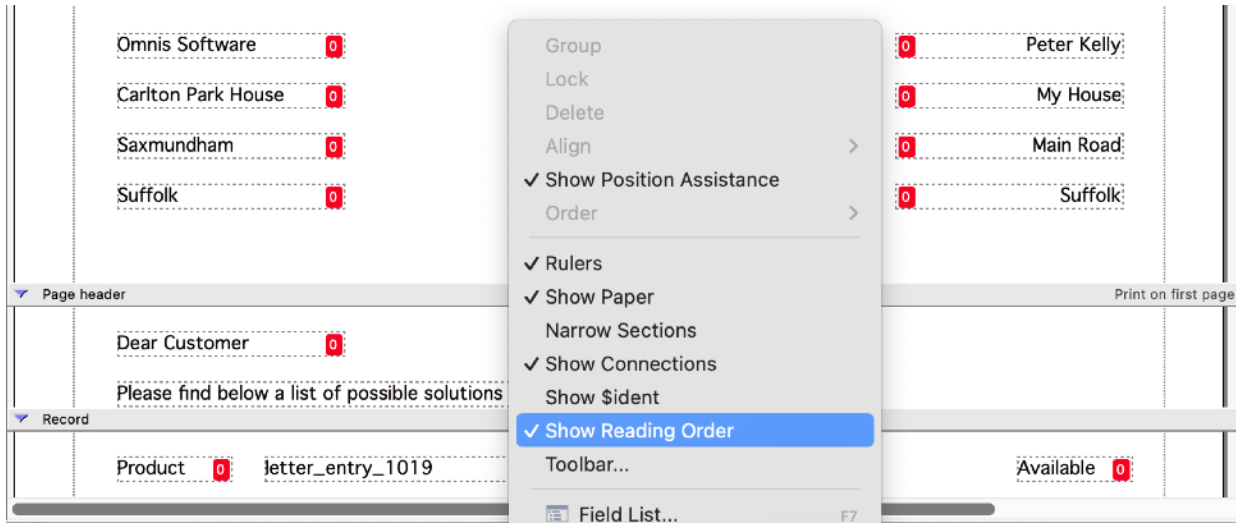 Omnis Software 0
Carlton Park House 0
Saxmundham 0
Suffolk 0
0 Peter Kelly
0 My House
0 Main Road
0 Suffolk
Page header
Print on first page
Dear Customer 0
Please find below a list of possible solutions
Record
Product 0 letter_entry_1019
Available 0
Group
Lock
Delete
Align
✓ Show Position Assistance
Order
✓ Rulers
✓ Show Paper
Narrow Sections
✓ Show Connections
Show $ident
✓ Show Reading Order
Toolbar...
Field List... F7